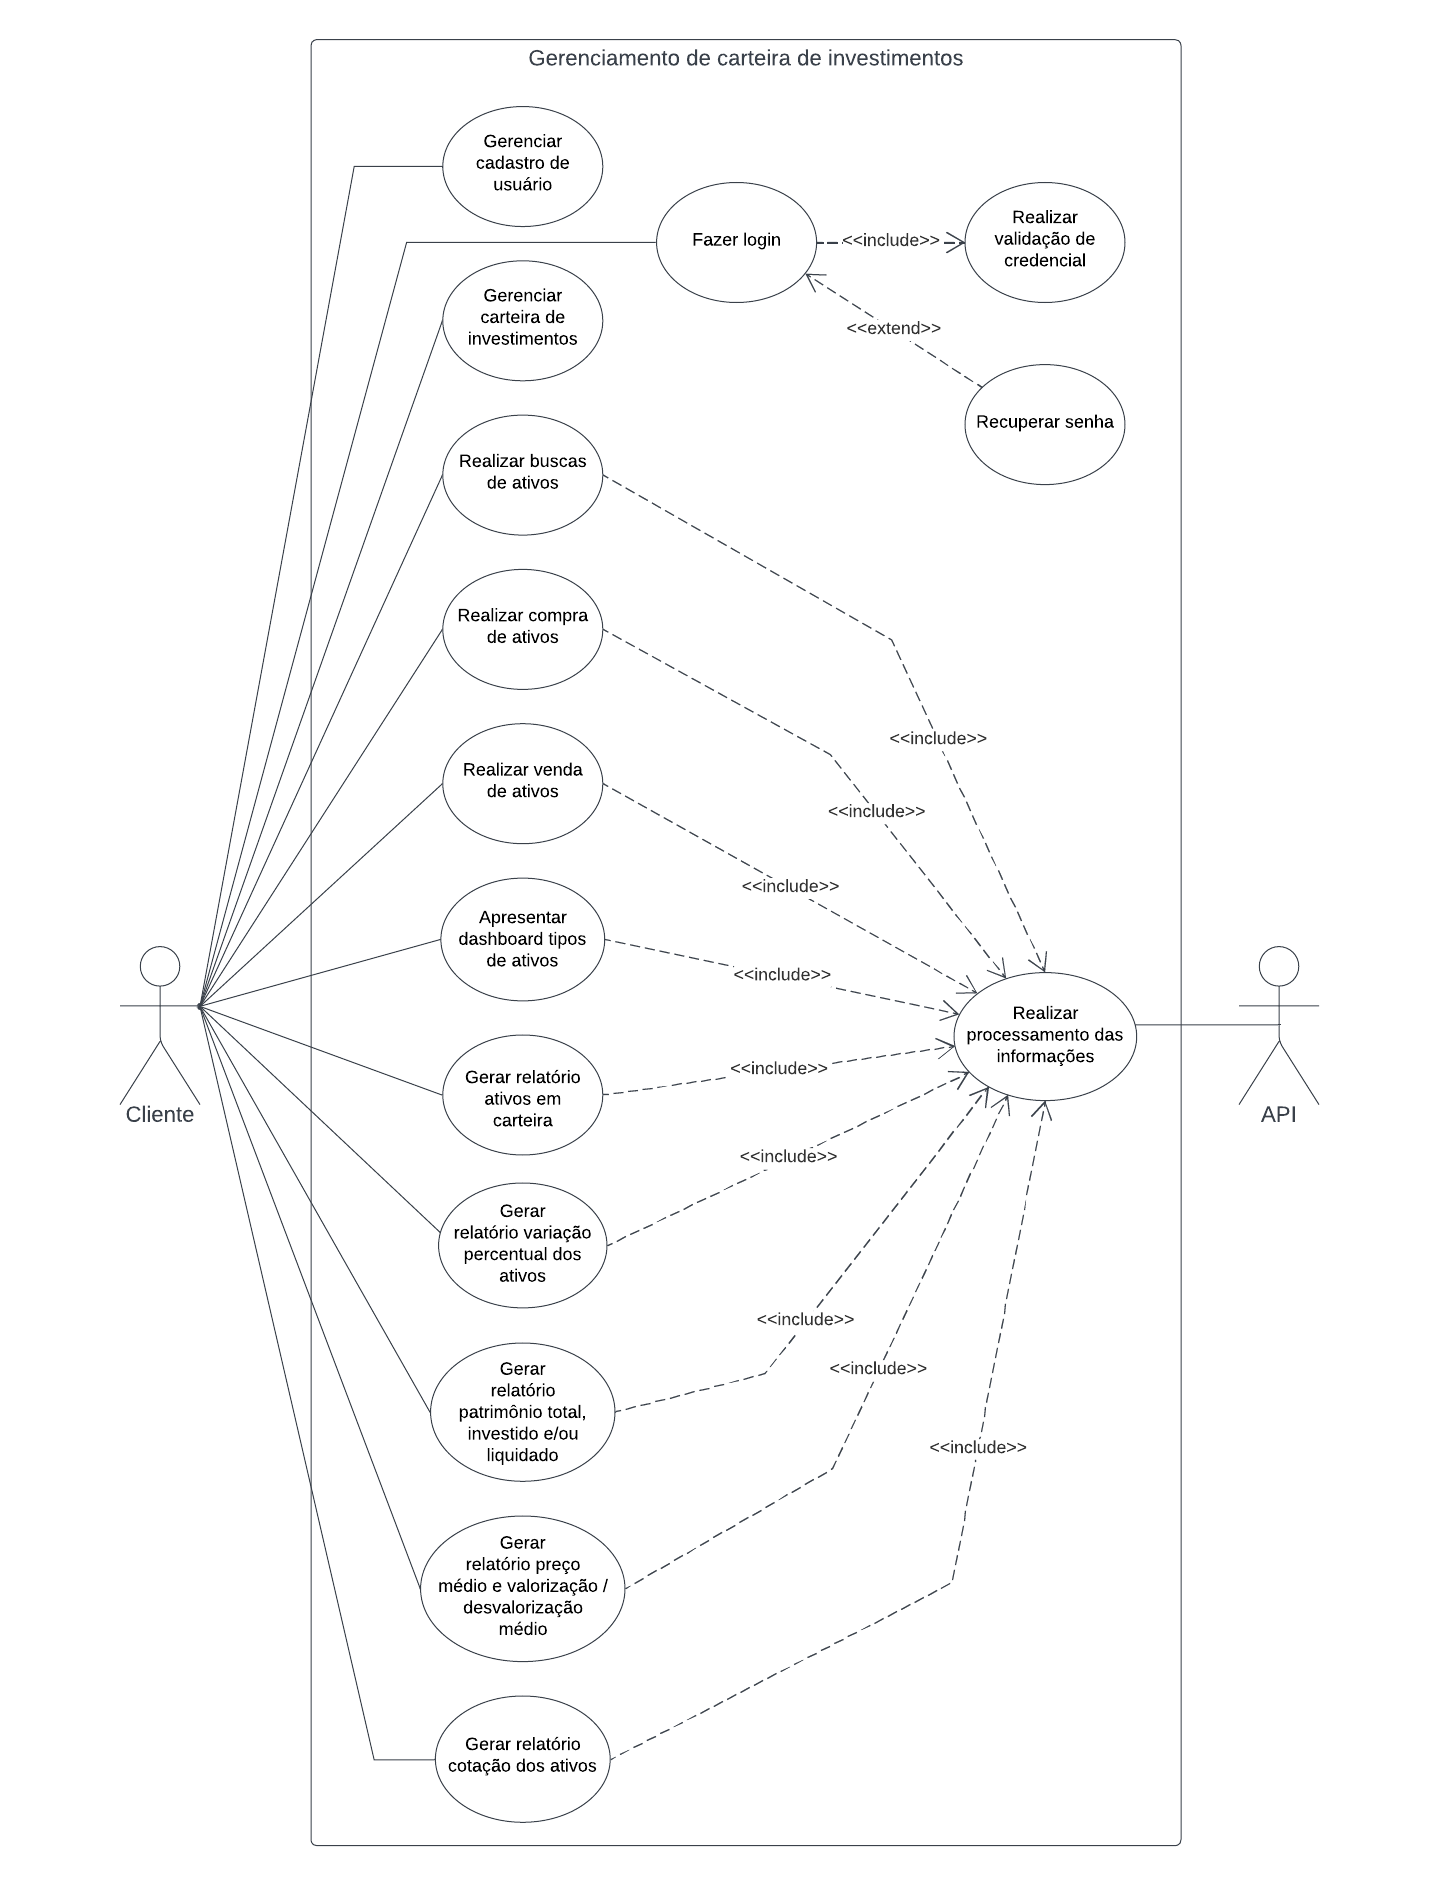 Gerenciamento de carteira de investimentos
Gerenciar
cadastro de
usuário
Fazer login
<<include>>
Realizar
validação de
credencial
Gerenciar
carteira de
investimentos
<<extend>>
Recuperar senha
Realizar buscas
de ativos
Realizar compra
de ativos
<<include>>
Realizar venda
de ativos
<<include>>
<<include>>
Apresentar
dashboard tipos
de ativos
<<include>>
Realizar
processamento das
informações
Cliente
API
Gerar relatório
ativos em
carteira
<<include>>
<<include>>
Gerar
relatório variação
percentual dos
ativos
<<include>>
Gerar
relatório
patrimônio total,
investido e/ou
liquidado
<<include>>
<<include>>
Gerar
relatório preço
médio e valorização /
desvalorização
médio
Gerar relatório
cotação dos ativos